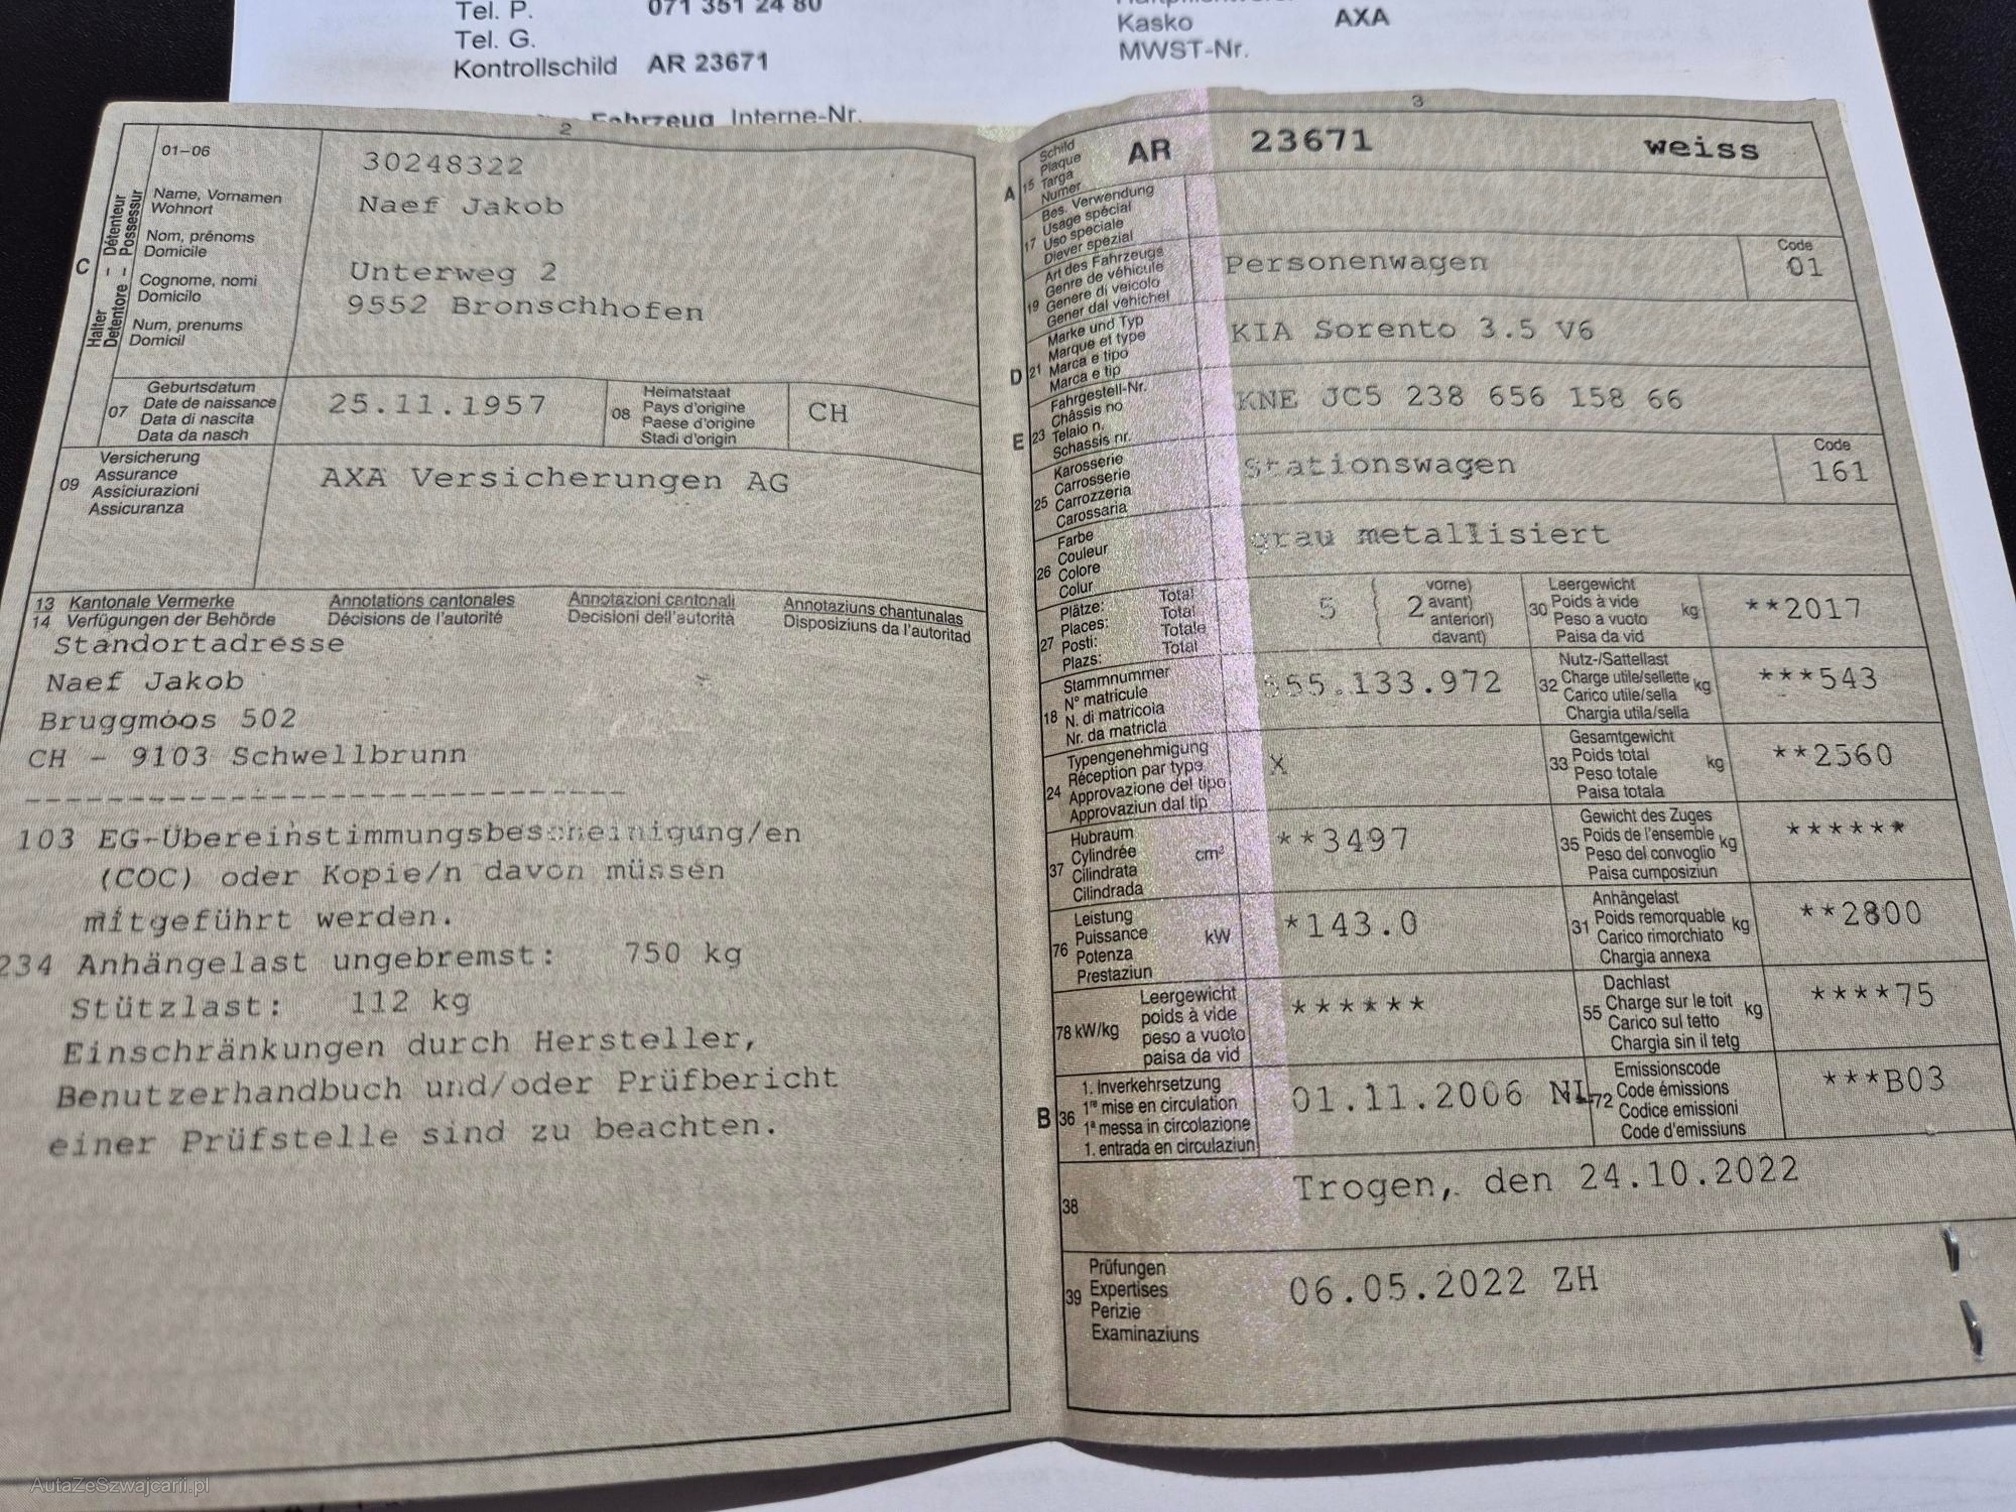 Tel. P. 071 351 24 80
Tel. G.
Kontrollschild AR 23671
Kasko AXA
MWST-Nr.
Fahrzeug Interne-Nr.
2
01-06
30248322
C
Halter – Détenteur
Detentore – Possessur
Name, Vornamen
Wohnort
Nom, prénoms
Domicile
Cognome, nomi
Domicilo
Num, prenums
Domicil
Naef Jakob
Unterweg 2
9552 Bronschhofen
07
Geburtsdatum
Date de naissance
Data di nascita
Data da nasch
25.11.1957
08
Heimatstaat
Pays d'origine
Paese d'origine
Stadi d'origin
CH
09
Versicherung
Assurance
Assiciurazioni
Assicuranza
AXA Versicherungen AG
13 Kantonale Vermerke Annotations cantonales Annotazioni cantonali Annotaziuns chantunalas
14 Verfügungen der Behörde Décisions de l'autorité Decisioni dell'autorità Disposiziuns da l'autoritad
Standortadresse
Naef Jakob
Bruggmoos 502
CH - 9103 Schwellbrunn
------------------------------
103 EG-Übereinstimmungsbescheinigung/en
(COC) oder Kopie/n davon müssen
mitgeführt werden.
234 Anhängelast ungebremst: 750 kg
Stützlast: 112 kg
Einschränkungen durch Hersteller,
Benutzerhandbuch und/oder Prüfbericht
einer Prüfstelle sind zu beachten.
3
A
15
Schild
Plaque
Targa
Numer
AR 23671 weiss
17
Bes. Verwendung
Usage spécial
Uso speciale
Diever spezial
19
Art des Fahrzeugs
Genre de véhicule
Genere di veicolo
Gener dal vehichel
Personenwagen
Code
01
D
21
Marke und Typ
Marque et type
Marca e tipo
Marca e tip
KIA Sorento 3.5 V6
E
23
Fahrgestell-Nr.
Châssis no
Telaio n.
Schassis nr.
KNE JC5 238 656 158 66
25
Karosserie
Carrosserie
Carrozzeria
Carossaria
Stationswagen
Code
161
26
Farbe
Couleur
Colore
Colur
grau metallisiert
27
Plätze: Total
Places: Total
Posti: Totale
Plazs: Total
5
2
vorne)
avant)
anteriori)
davant)
30
Leergewicht
Poids à vide
Peso a vuoto
Paisa da vid
kg
**2017
18
Stammnummer
N° matricule
N. di matricola
Nr. da matricla
555.133.972
32
Nutz-/Sattellast
Charge utile/sellette
Carico utile/sella
Chargia utila/sella
kg
***543
24
Typengenehmigung
Réception par type
Approvazione del tipo
Approvaziun dal tip
X
33
Gesamtgewicht
Poids total
Peso totale
Paisa totala
kg
**2560
37
Hubraum
Cylindrée
Cilindrata
Cilindrada
cm³
**3497
35
Gewicht des Zuges
Poids de l'ensemble
Peso del convoglio
Paisa cumposiziun
kg
******
76
Leistung
Puissance
Potenza
Prestaziun
kW
*143.0
31
Anhängelast
Poids remorquable
Carico rimorchiato
Chargia annexa
kg
**2800
78 kW/kg
Leergewicht
poids à vide
peso a vuoto
paisa da vid
******
55
Dachlast
Charge sur le toit
Carico sul tetto
Chargia sin il tetg
kg
****75
B
36
1. Inverkehrsetzung
1re mise en circulation
1a messa in circolazione
1. entrada en circulaziun
01.11.2006 NL
72
Emissionscode
Code émissions
Codice emissioni
Code d'emissiuns
***B03
38
Trogen, den 24.10.2022
39
Prüfungen
Expertises
Perizie
Examinaziuns
06.05.2022 ZH
AutaZeSzwajcarii.pl